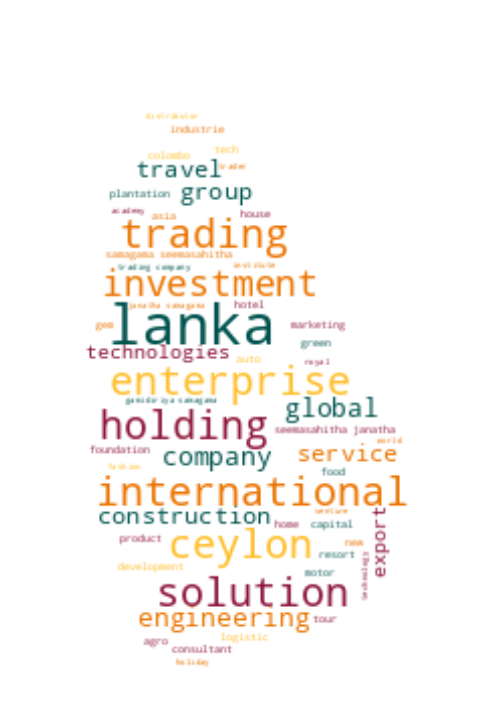 distributor
industrie
colombo tech
travel trader
plantation group
academy asia house
trading
samagama seemasahitha
trading company institute
investment
janatha samagama hotel
gem lanka marketing
green
technologies auto royal
enterprise
ganidiriya samagama
holding global
seemasahitha janatha
foundation company service world
fashion food
international
construction venture
home capital export
product ceylon new
resort technology
development motor
solution
engineering tour
agro logistic
consultant
holiday